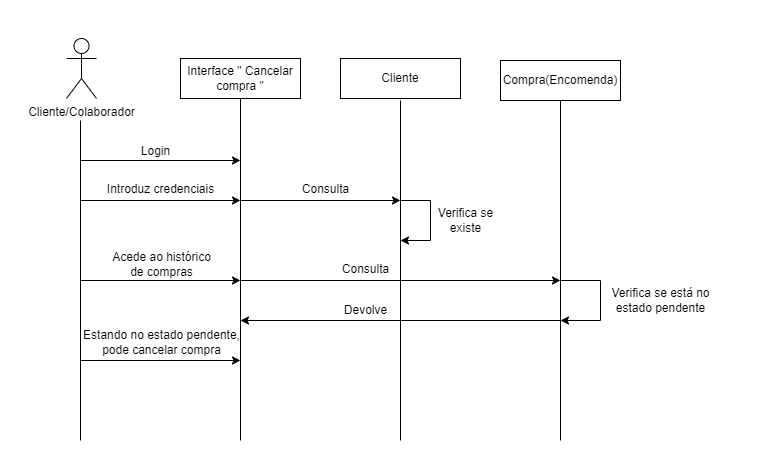 Interface " Cancelar
compra "
Cliente
Compra(Encomenda)
Cliente/Colaborador
Login
Introduz credenciais
Consulta
Verifica se
existe
Acede ao histórico
de compras
Consulta
Verifica se está no
estado pendente
Devolve
Estando no estado pendente,
pode cancelar compra